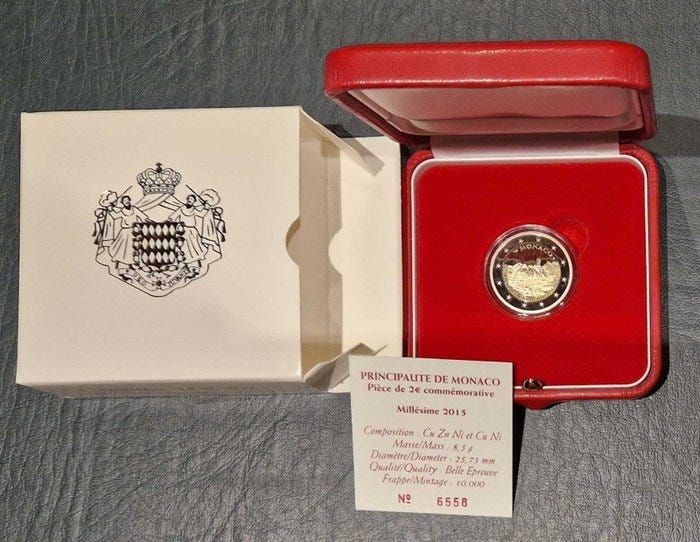 MONACO
PRINCIPAUTE DE MONACO
Pièce de 2€ commémorative
Millésime 2015
Composition : Cu Zn Ni et Cu Ni
Masse/Mass : 8,5 g
Diamètre/Diameter : 25,75 mm
Qualité/Quality : Belle Epreuve
Frappe/Mintage : 10.000
Nº 6558